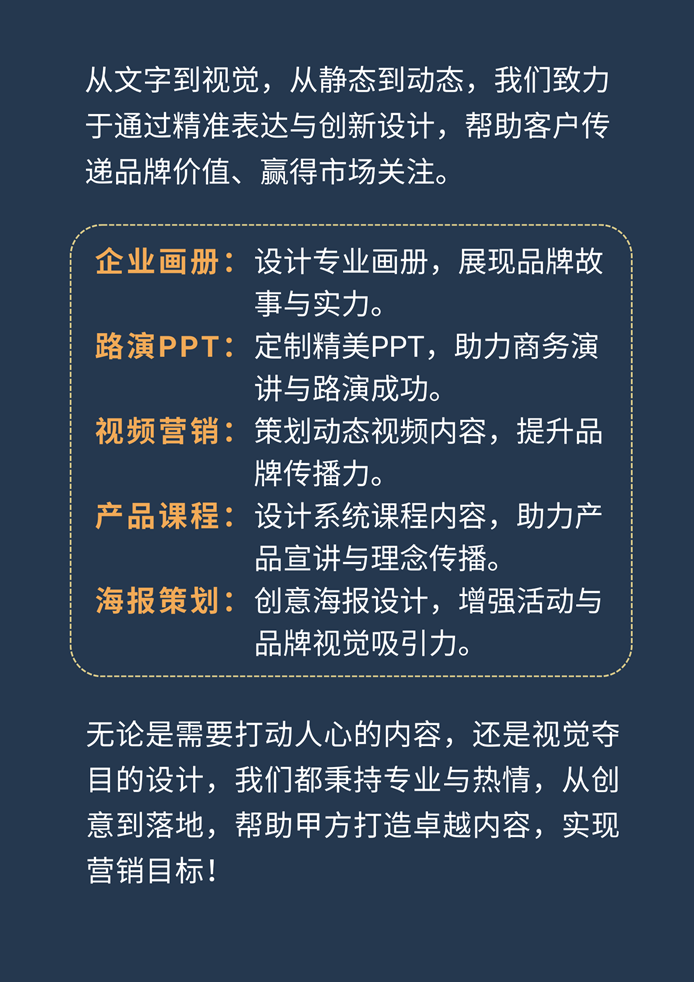 从文字到视觉，从静态到动态，我们致力
于通过精准表达与创新设计，帮助客户传
递品牌价值、赢得市场关注。
企业画册：设计专业画册，展现品牌故
事与实力。
路演PPT：定制精美PPT，助力商务演
讲与路演成功。
视频营销：策划动态视频内容，提升品
牌传播力。
产品课程：设计系统课程内容，助力产
品宣讲与理念传播。
海报策划：创意海报设计，增强活动与
品牌视觉吸引力。
无论是需要打动人心的内容，还是视觉夺
目的设计，我们都秉持专业与热情，从创
意到落地，帮助甲方打造卓越内容，实现
营销目标！